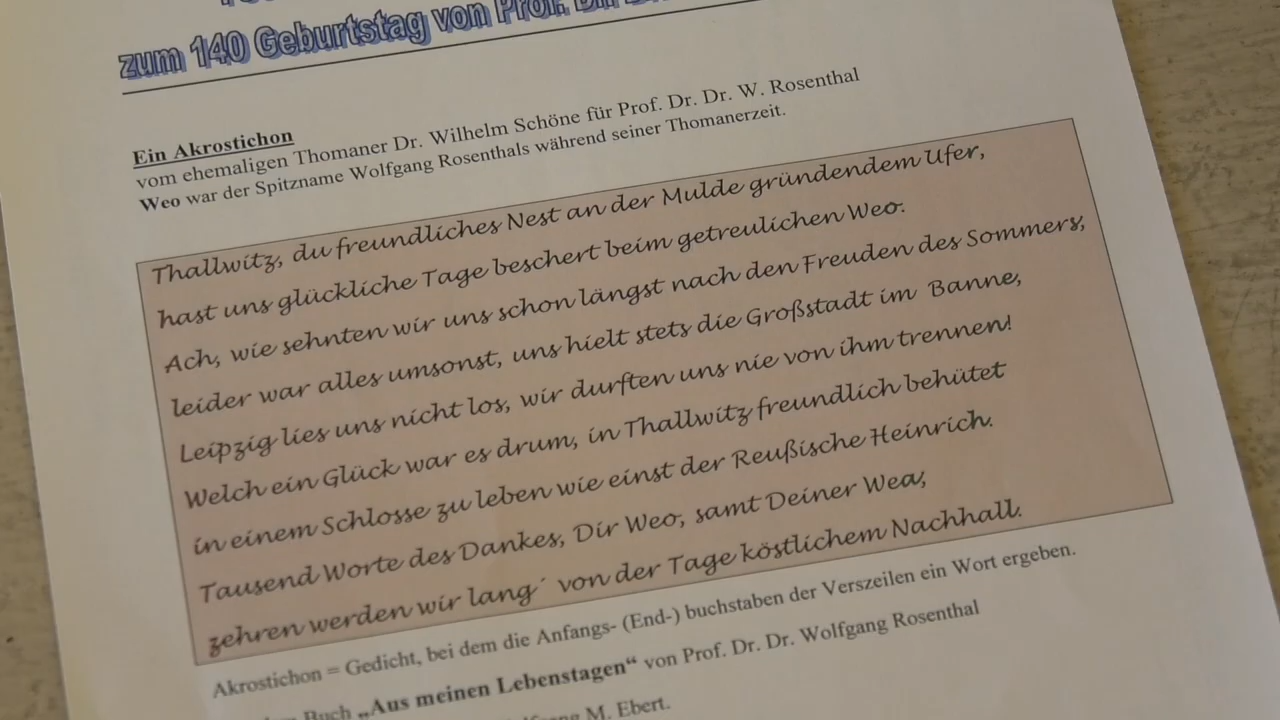 zum 140 Geburtstag von Prof. Dr.
Ein Akrostichon
vom ehemaligen Thomaner Dr. Wilhelm Schöne für Prof. Dr. Dr. W. Rosenthal
Weo war der Spitzname Wolfgang Rosenthals während seiner Thomanerzeit.
Thallwitz, du freundliches Nest an der Mulde gründendem Ufer,
hast uns glückliche Tage beschert beim getreulichen Weo.
Ach, wie sehnten wir uns schon längst nach den Freuden des Sommers,
leider war alles umsonst, uns hielt stets die Großstadt im Banne,
Leipzig lies uns nicht los, wir durften uns nie von ihm trennen!
Welch ein Glück war es drum, in Thallwitz freundlich behütet
in einem Schlosse zu leben wie einst der Reußische Heinrich.
Tausend Worte des Dankes, Dir Weo, samt Deiner Wea,
zehren werden wir lang´ von der Tage köstlichem Nachhall.
Akrostichon = Gedicht, bei dem die Anfangs- (End-) buchstaben der Verszeilen ein Wort ergeben.
Buch „Aus meinen Lebenstagen“ von Prof. Dr. Dr. Wolfgang Rosenthal
M. Ebert.